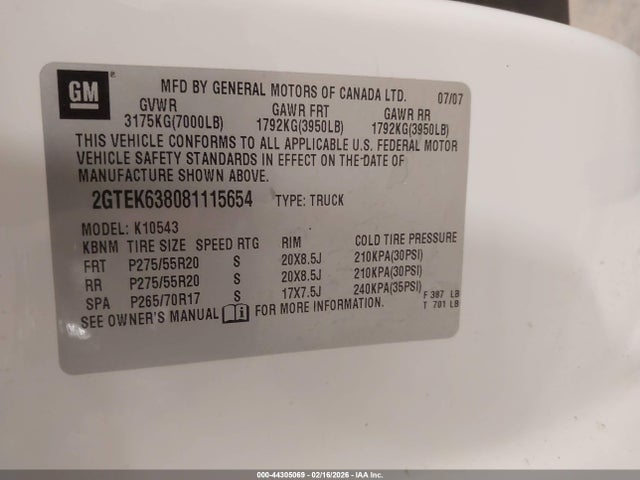 GM ®
MFD BY GENERAL MOTORS OF CANADA LTD. 07/07
GVWR GAWR FRT GAWR RR
3175KG(7000LB) 1792KG(3950LB) 1792KG(3950LB)
THIS VEHICLE CONFORMS TO ALL APPLICABLE U.S. FEDERAL MOTOR
VEHICLE SAFETY STANDARDS IN EFFECT ON THE DATE OF
MANUFACTURE SHOWN ABOVE.
2GTEK638081115654 TYPE: TRUCK
MODEL: K10543
KBNM TIRE SIZE SPEED RTG RIM COLD TIRE PRESSURE
FRT P275/55R20 S 20X8.5J 210KPA(30PSI)
RR P275/55R20 S 20X8.5J 210KPA(30PSI)
SPA P265/70R17 S 17X7.5J 240KPA(35PSI)
F 387 LB
T 701 LB
SEE OWNER'S MANUAL i FOR MORE INFORMATION.
000-44305069 - 02/16/2026 - IAA Inc.